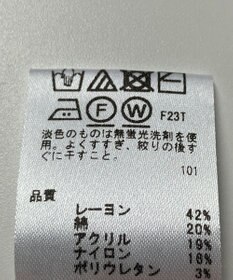 F W F23T
淡色のものは無蛍光洗剤を使
用。よくすすぎ、絞りの後す
ぐに干すこと。
101
品質
レーヨン 42%
綿 20%
アクリル 19%
ナイロン 16%
ポリウレタン 3%